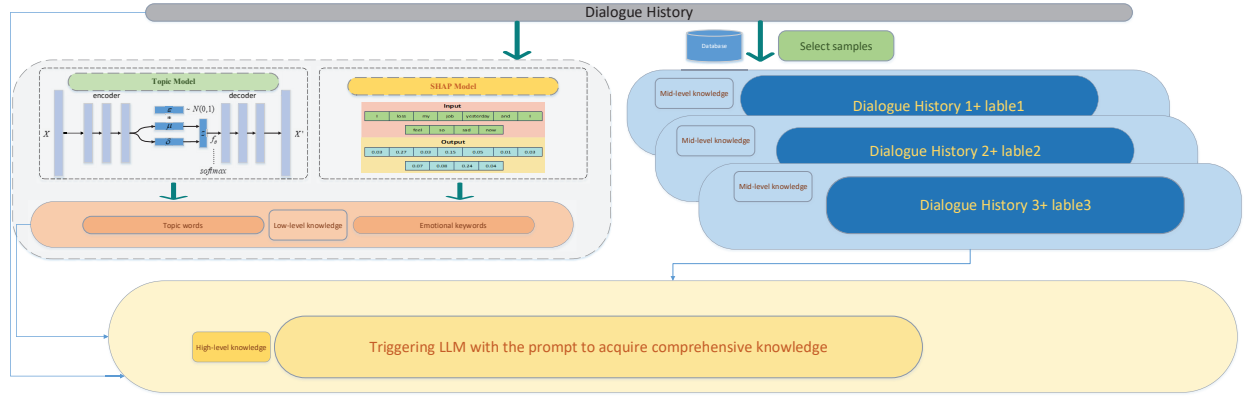 Dialogue History
Database
Select samples
Topic Model
encoder
decoder
X
ε
~ N(0,1)
*
μ
δ
z
X'
softmax
SHAP Model
Input
I lose my job yesterday and I
feel so sad now
Output
0.03 0.27 0.03 0.15 0.05 0.01 0.03
0.07 0.09 0.24 0.04
Mid-level knowledge
Dialogue History 1+ lable1
Mid-level knowledge
Dialogue History 2+ lable2
Mid-level knowledge
Dialogue History 3+ lable3
Topic words
Low-level knowledge
Emotional keywords
High-level knowledge
Triggering LLM with the prompt to acquire comprehensive knowledge